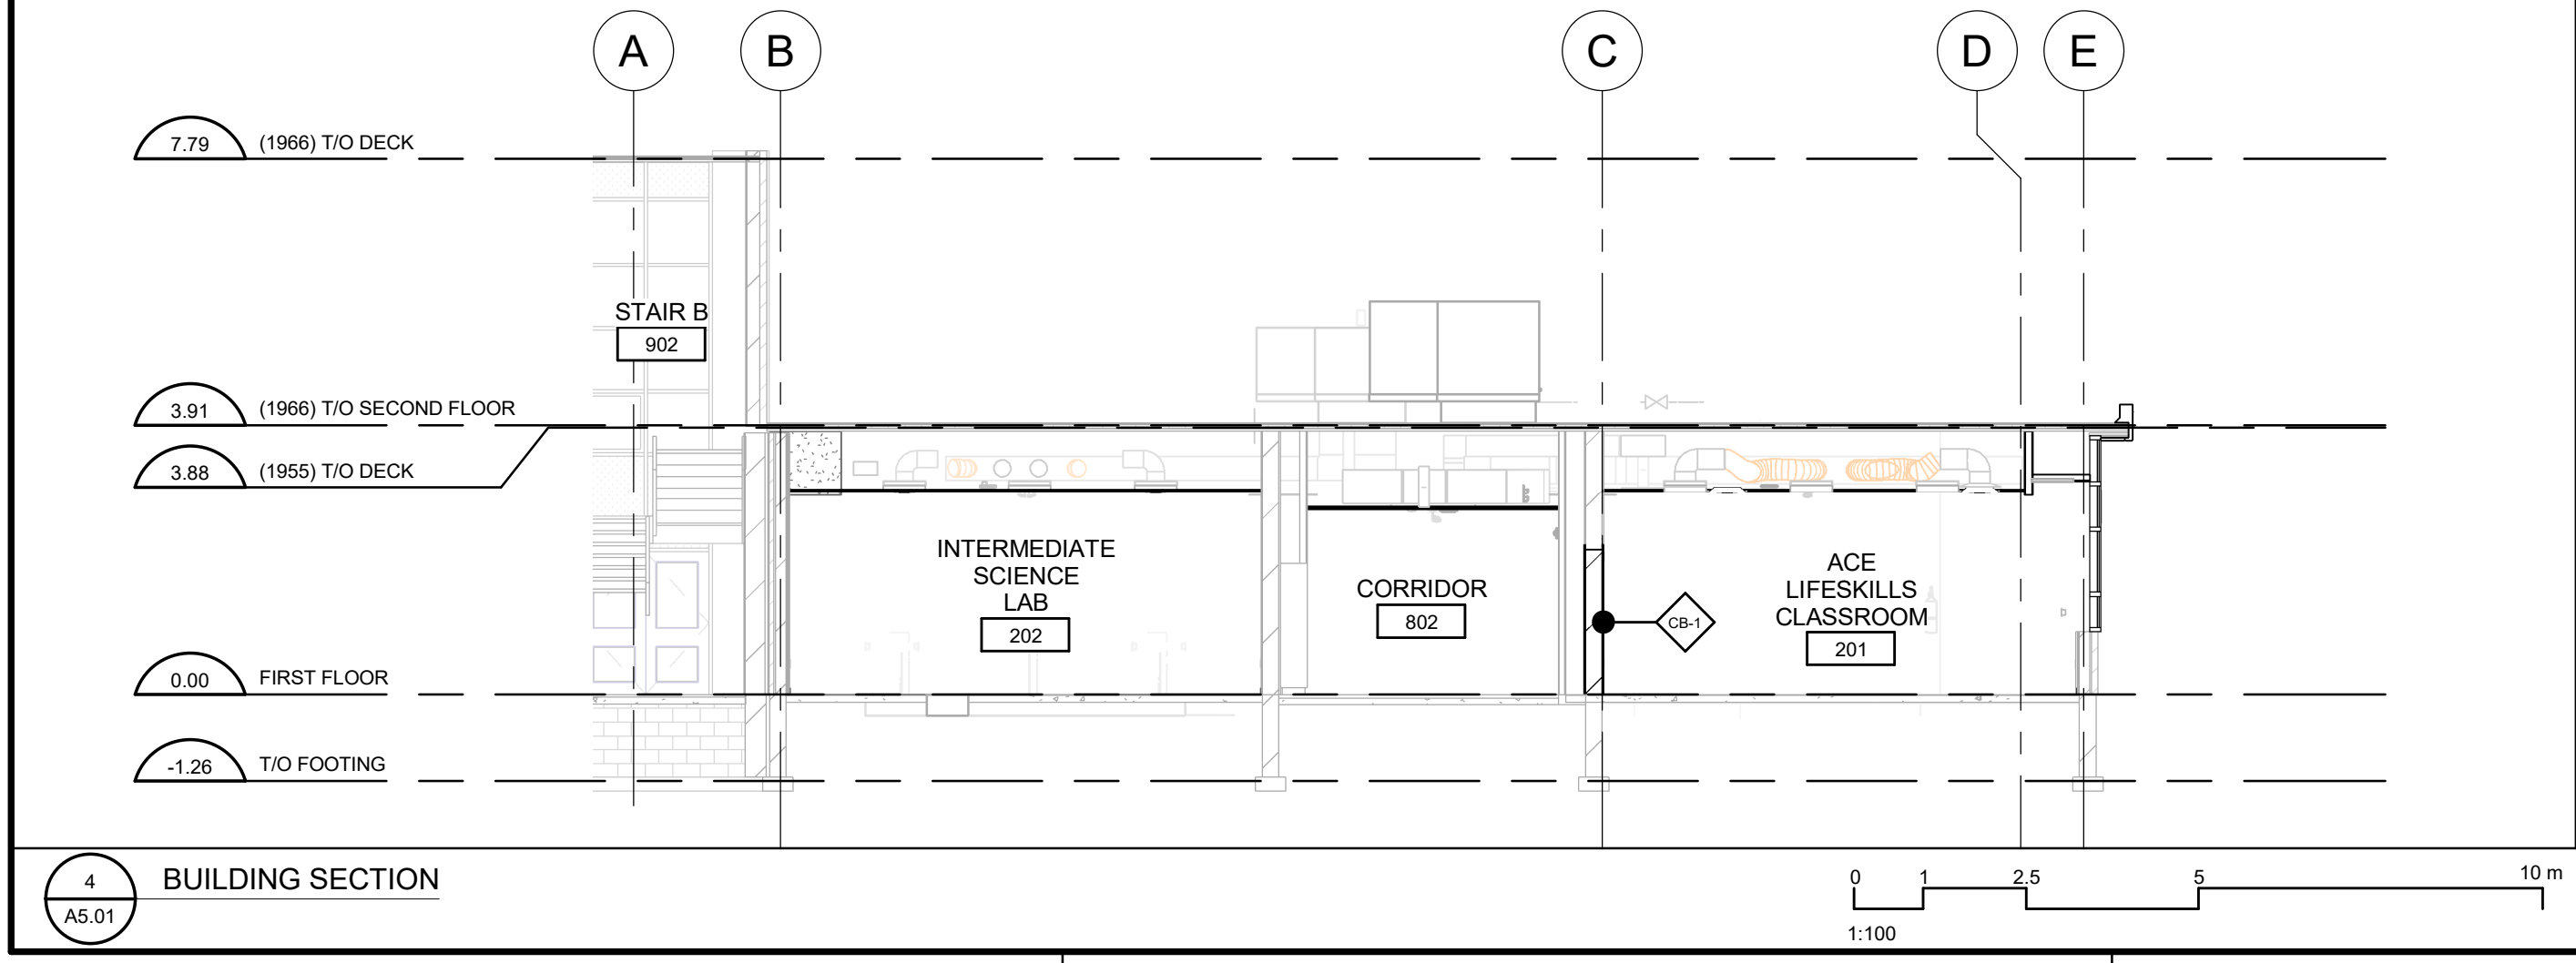 A
B
C
D
E
7.79
(1966) T/O DECK
STAIR B
902
3.91
(1966) T/O SECOND FLOOR
3.88
(1955) T/O DECK
INTERMEDIATE
SCIENCE
LAB
202
CORRIDOR
802
CB-1
ACE
LIFESKILLS
CLASSROOM
201
0.00
FIRST FLOOR
-1.26
T/O FOOTING
4
A5.01
BUILDING SECTION
0
1
2.5
5
10 m
1:100